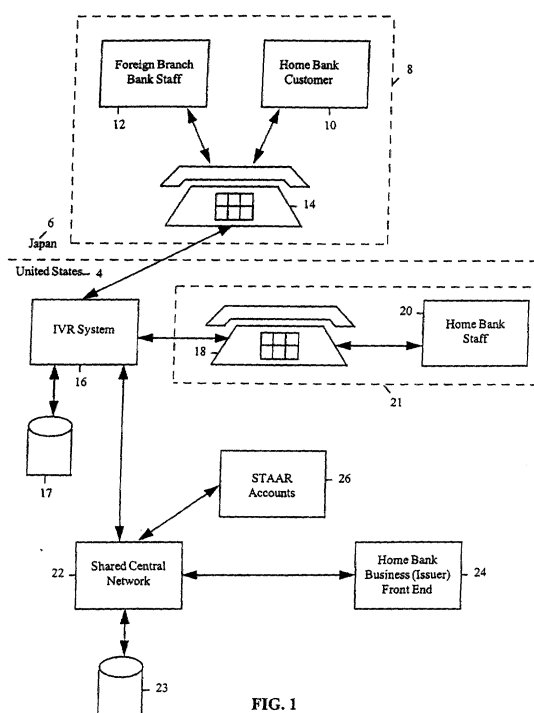 Foreign Branch
Bank Staff
12
Home Bank
Customer
10
8
14
6
Japan
United States
4
IVR System
16
17
18
20
Home Bank
Staff
21
STAAR
Accounts
26
22
Shared Central
Network
Home Bank
Business (Issuer)
Front End
24
23
FIG. 1